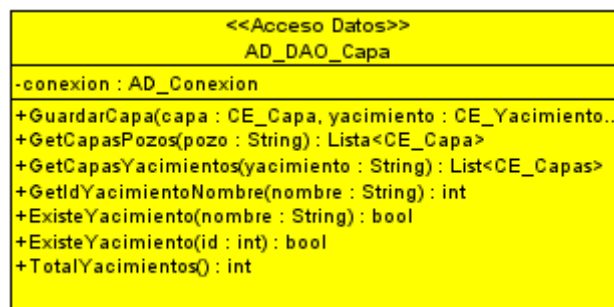 <<Acceso Datos>>
AD_DAO_Capa
-conexion : AD_Conexion
+GuardarCapa(capa : CE_Capa, yacimiento : CE_Yacimiento..
+GetCapasPozos(pozo : String) : Lista<CE_Capa>
+GetCapasYacimientos(yacimiento : String) : List<CE_Capas>
+GetIdYacimientoNombre(nombre : String) : int
+ExisteYacimiento(nombre : String) : bool
+ExisteYacimiento(id : int) : bool
+TotalYacimientos() : int